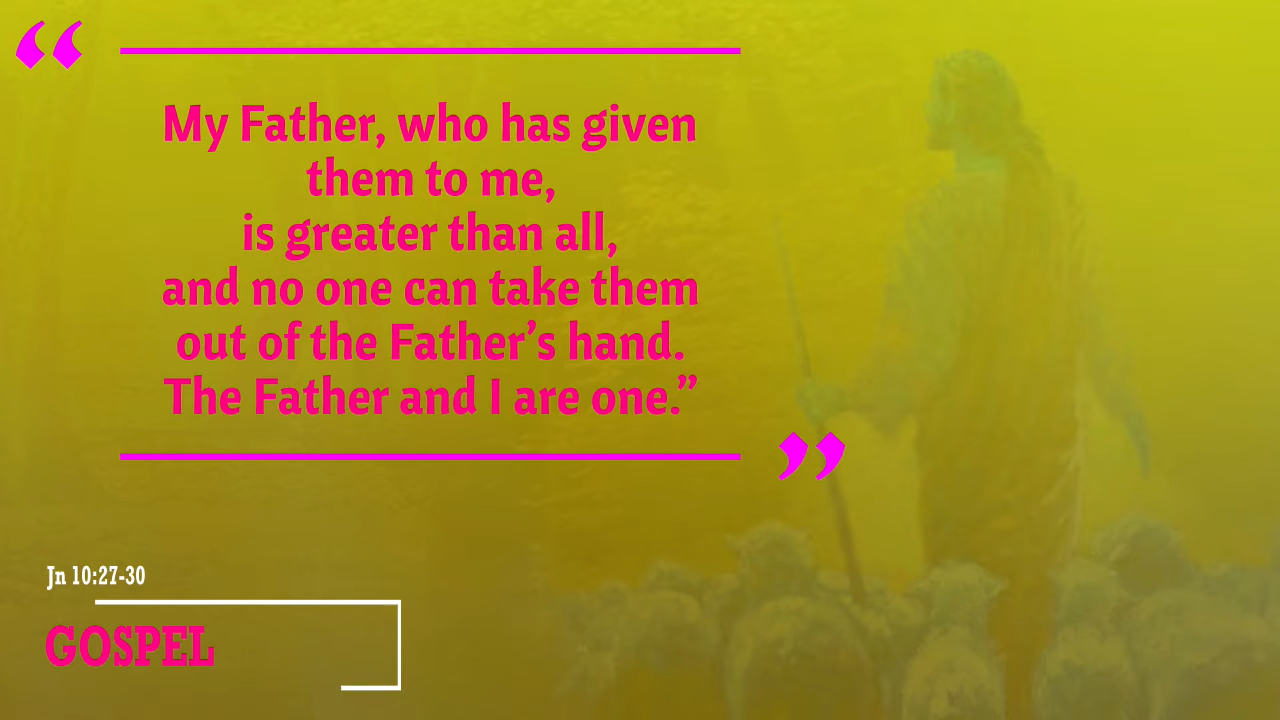 “
My Father, who has given
them to me,
is greater than all,
and no one can take them
out of the Father’s hand.
The Father and I are one.”
”
Jn 10:27-30
GOSPEL